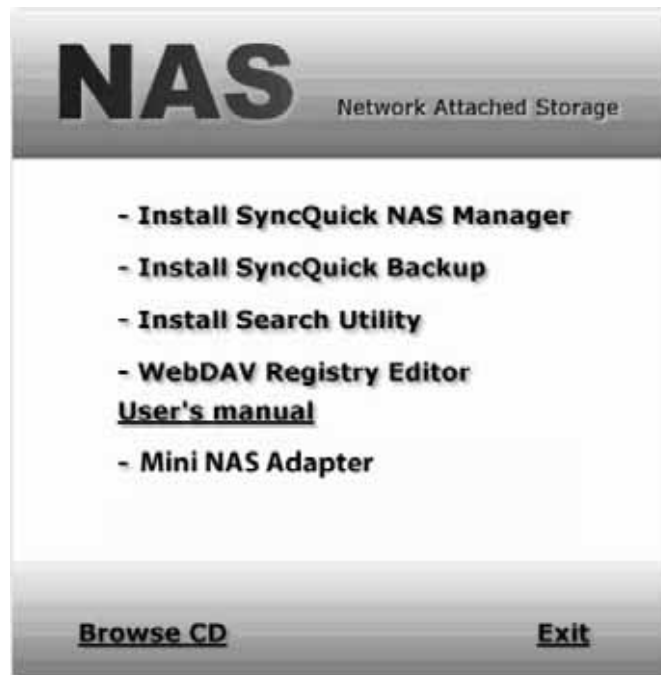 NAS
Network Attached Storage
- Install SyncQuick NAS Manager
- Install SyncQuick Backup
- Install Search Utility
- WebDAV Registry Editor
User's manual
- Mini NAS Adapter
Browse CD
Exit